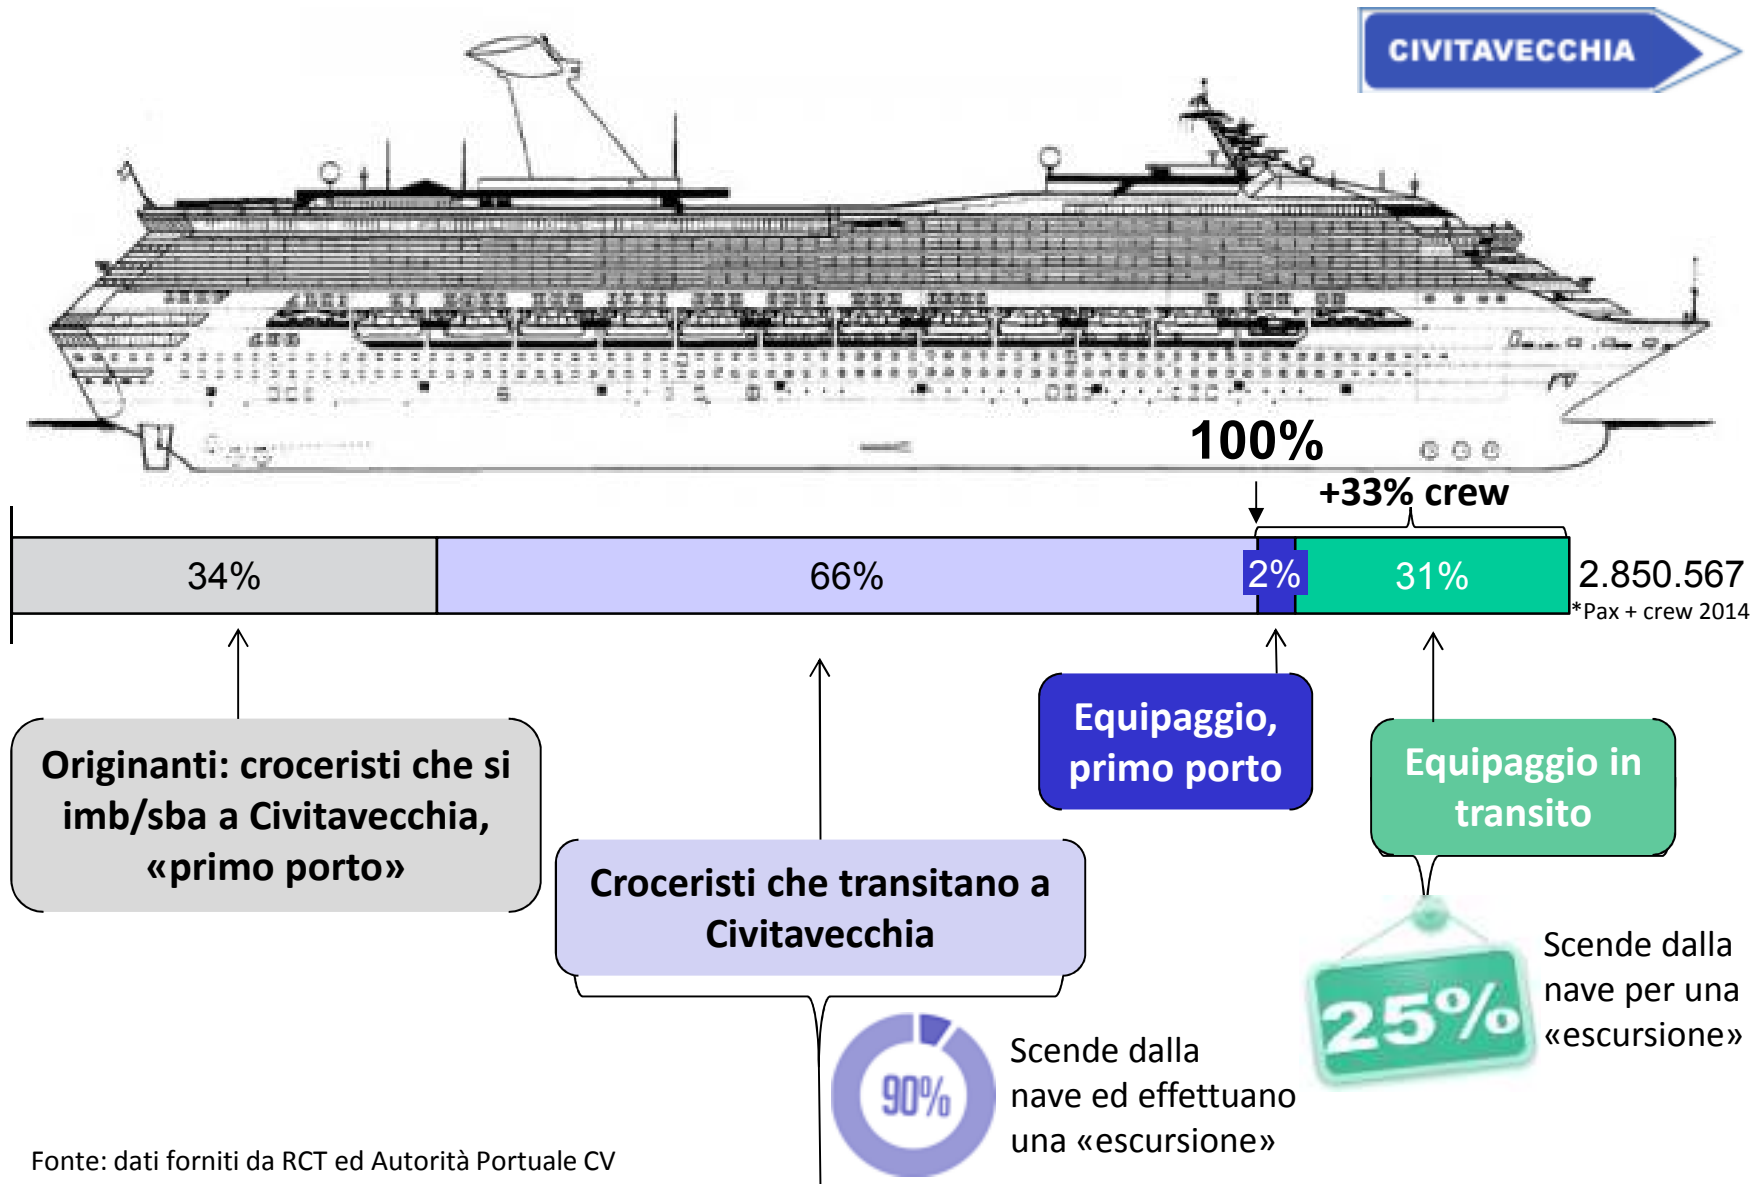 CIVITAVECCHIA
100%
+33% crew
34%
66%
2%
31%
2.850.567
*Pax + crew 2014
Originanti: croceristi che si
imb/sba a Civitavecchia,
«primo porto»
Croceristi che transitano a
Civitavecchia
Equipaggio,
primo porto
Equipaggio in
transito
90%
Scende dalla
nave ed effettuano
una «escursione»
25%
Scende dalla
nave per una
«escursione»
Fonte: dati forniti da RCT ed Autorità Portuale CV